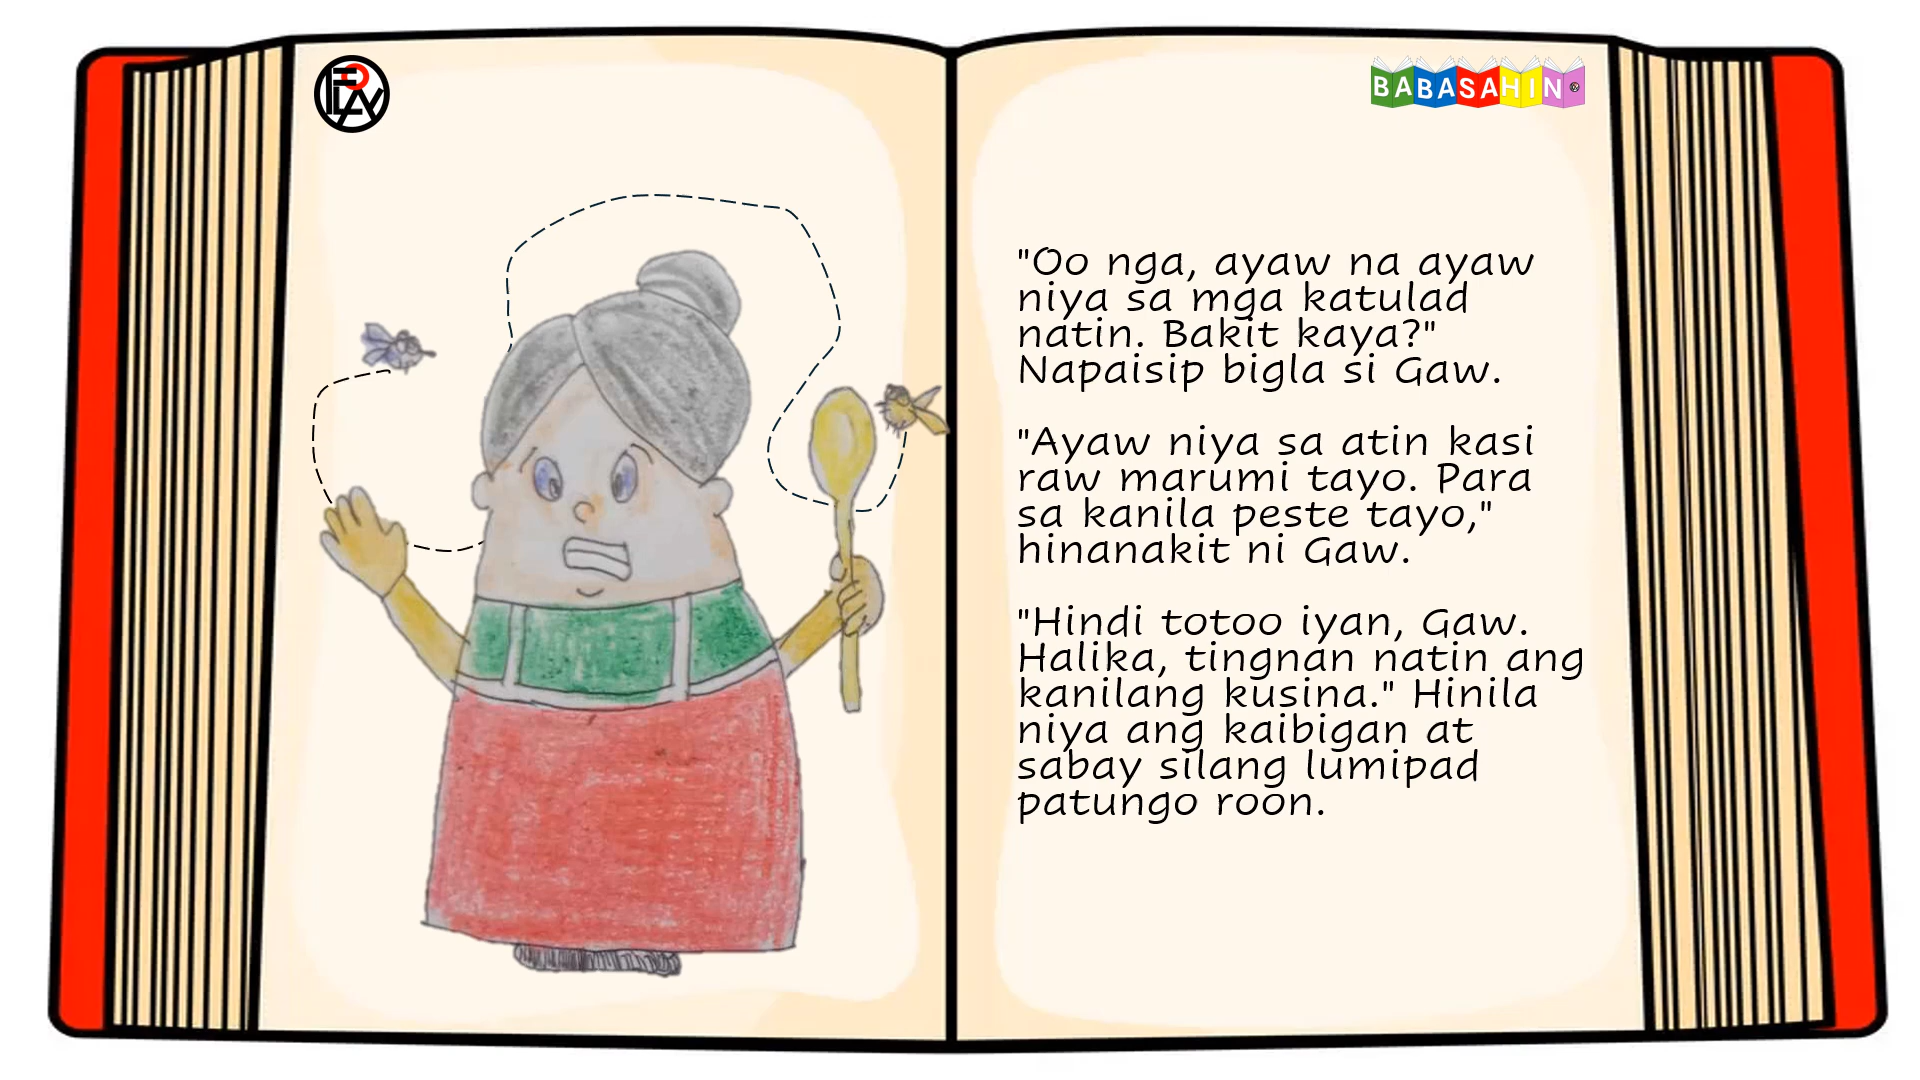 BABASAHIN
"Oo nga, ayaw na ayaw
niya sa mga katulad
natin. Bakit kaya?"
Napaisip bigla si Gaw.
"Ayaw niya sa atin kasi
raw marumi tayo. Para
sa kanila peste tayo,"
hinanakit ni Gaw.
"Hindi totoo iyan, Gaw.
Halika, tingnan natin ang
kanilang kusina." Hinila
niya ang kaibigan at
sabay silang lumipad
patungo roon.